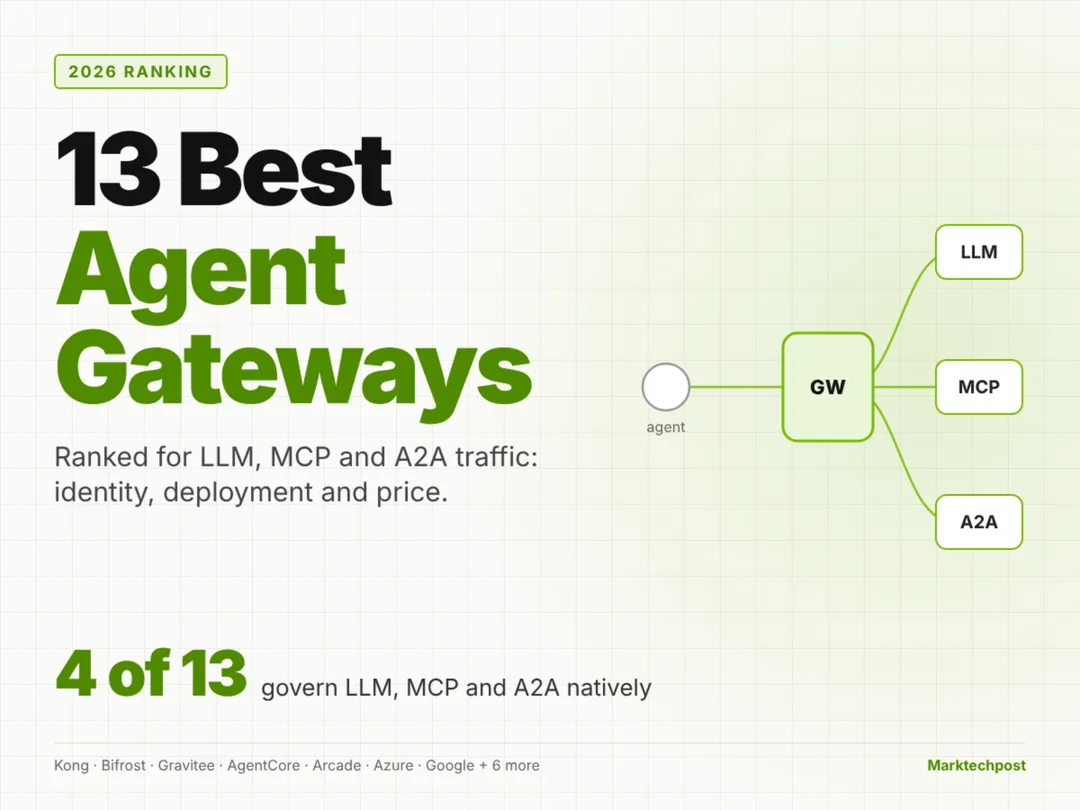 2026 RANKING
13 Best
Agent
Gateways
Ranked for LLM, MCP and A2A traffic:
identity, deployment and price.
agent
GW
LLM
MCP
A2A
4 of 13 govern LLM, MCP and A2A natively
Kong · Bifrost · Gravitee · AgentCore · Arcade · Azure · Google + 6 more
Marktechpost